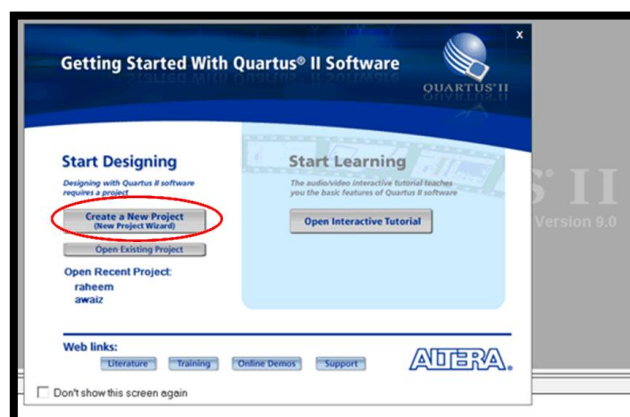 Getting Started With Quartus® II Software
x
QUARTUS® II
Start Designing
Designing with Quartus II software
requires a project
Create a New Project
(New Project Wizard)
Open Existing Project
Open Recent Project:
raheem
awaiz
Start Learning
The audio/video interactive tutorial teaches
you the basic features of Quartus II software
Open Interactive Tutorial
S® II
Version 9.0
Web links:
Literature
Training
Online Demos
Support
ALTERA.
Don't show this screen again